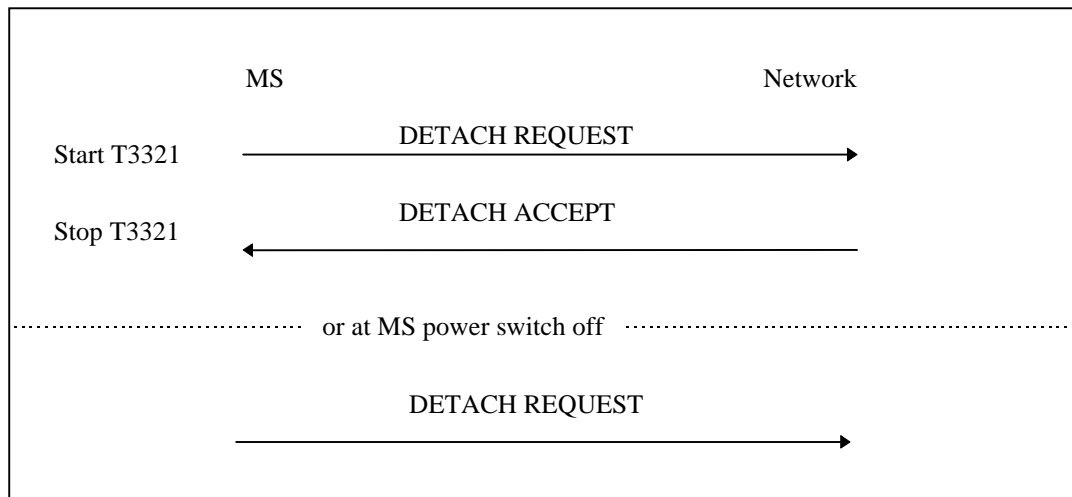 MS Network
DETACH REQUEST
Start T3321
DETACH ACCEPT
Stop T3321
or at MS power switch off
DETACH REQUEST